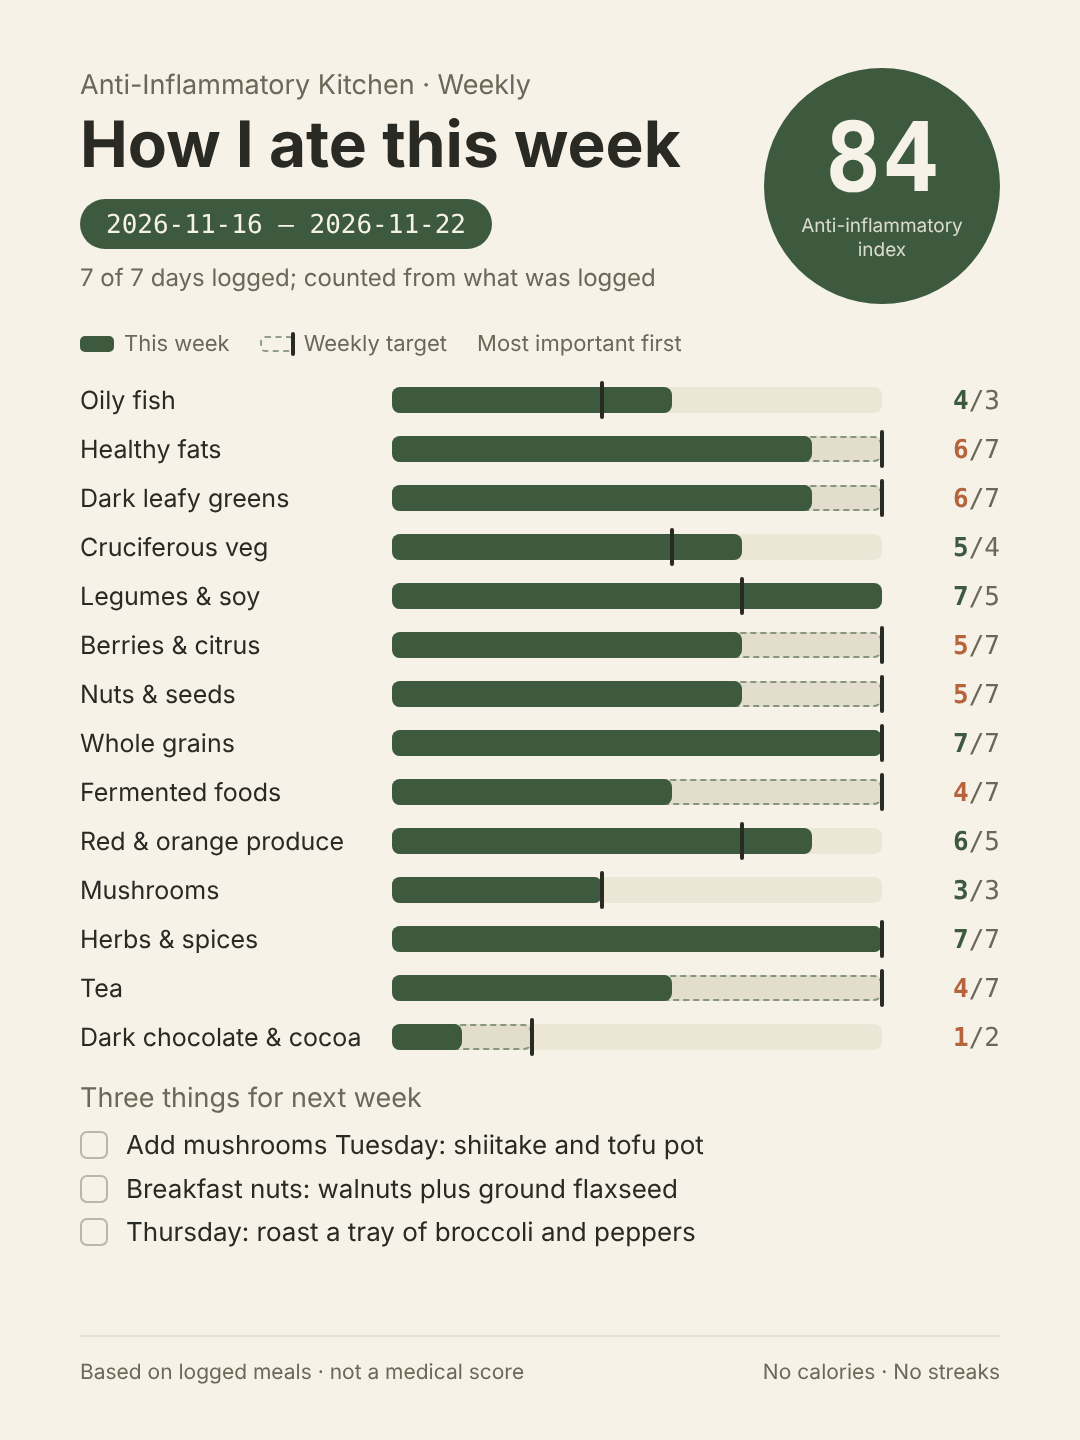 Anti-Inflammatory Kitchen · Weekly
How I ate this week
2026-11-16 — 2026-11-22
7 of 7 days logged; counted from what was logged
84
Anti-inflammatory
index
This week Weekly target Most important first
Oily fish 4/3
Healthy fats 6/7
Dark leafy greens 6/7
Cruciferous veg 5/4
Legumes & soy 7/5
Berries & citrus 5/7
Nuts & seeds 5/7
Whole grains 7/7
Fermented foods 4/7
Red & orange produce 6/5
Mushrooms 3/3
Herbs & spices 7/7
Tea 4/7
Dark chocolate & cocoa 1/2
Three things for next week
Add mushrooms Tuesday: shiitake and tofu pot
Breakfast nuts: walnuts plus ground flaxseed
Thursday: roast a tray of broccoli and peppers
Based on logged meals · not a medical score
No calories · No streaks